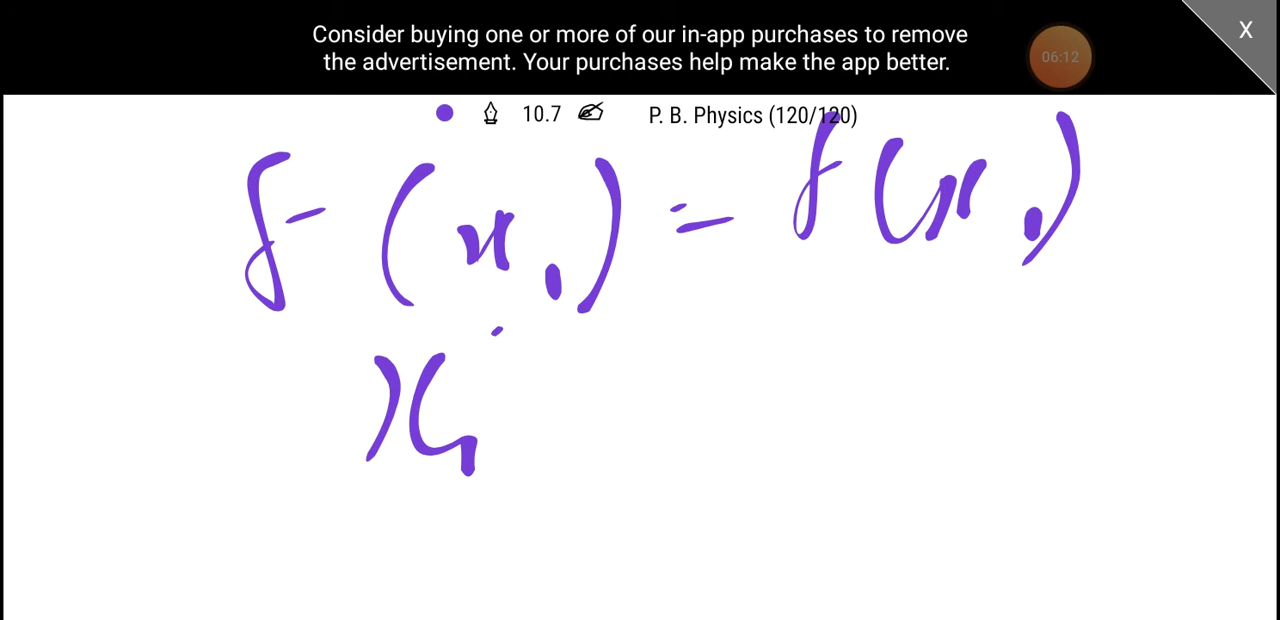 Consider buying one or more of our in-app purchases to remove
the advertisement. Your purchases help make the app better.
X
06:12
10.7 P. B. Physics (120/120)
f(x.) = f(x.)
x